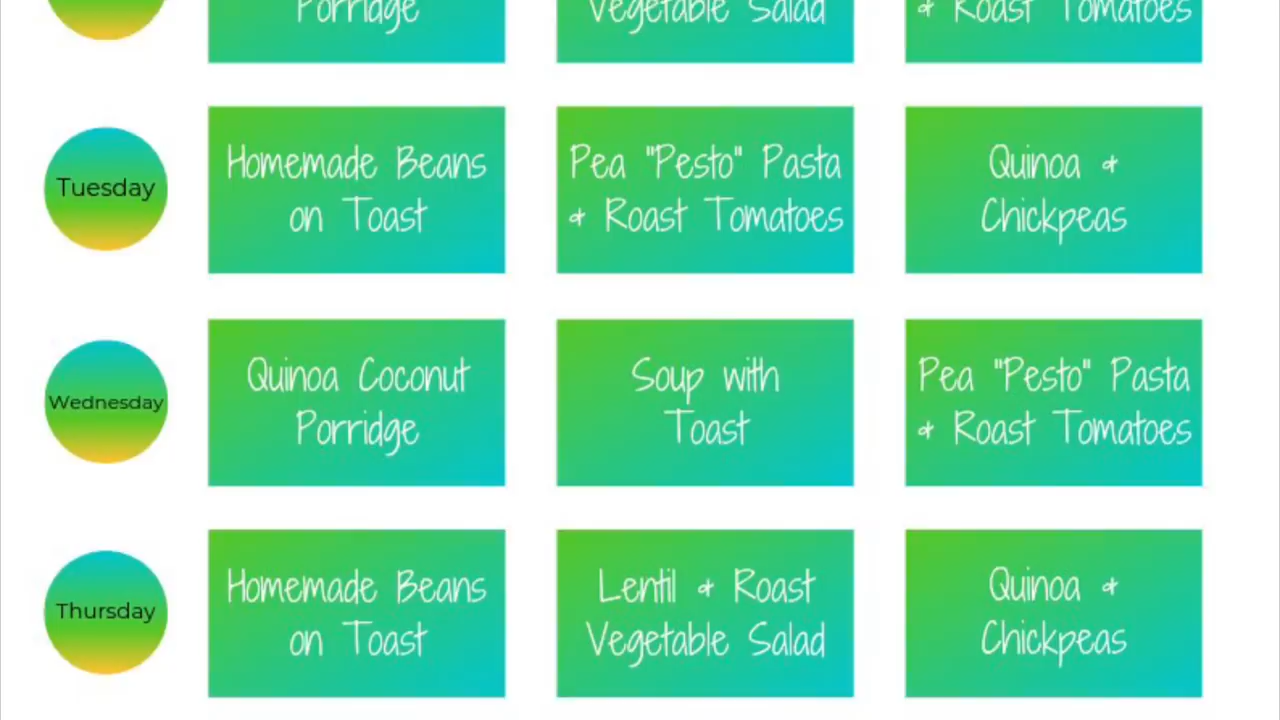 Porridge
Vegetable Salad
& Roast Tomatoes
Tuesday
Homemade Beans
on Toast
Pea "Pesto" Pasta
& Roast Tomatoes
Quinoa &
Chickpeas
Wednesday
Quinoa Coconut
Porridge
Soup with
Toast
Pea "Pesto" Pasta
& Roast Tomatoes
Thursday
Homemade Beans
on Toast
Lentil & Roast
Vegetable Salad
Quinoa &
Chickpeas